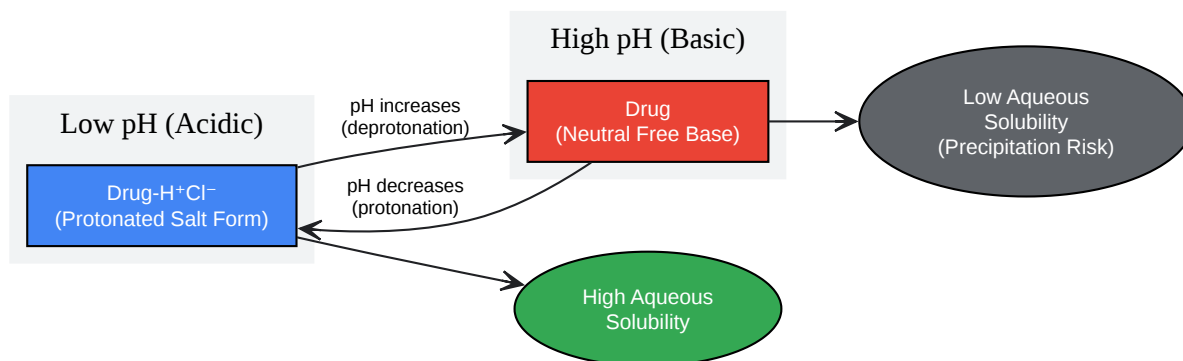 Low pH (Acidic)
Drug-H⁺Cl⁻
(Protonated Salt Form)
pH increases
(deprotonation)
pH decreases
(protonation)
High pH (Basic)
Drug
(Neutral Free Base)
Low Aqueous
Solubility
(Precipitation Risk)
High Aqueous
Solubility